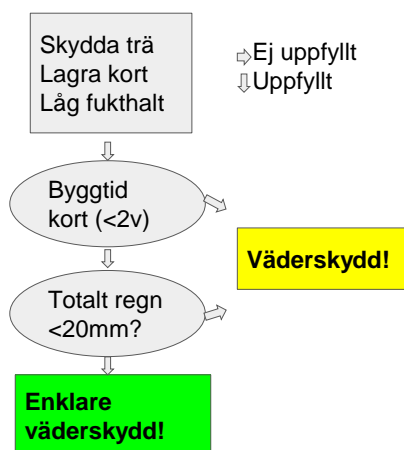 Skydda trä
Lagra kort
Låg fukthalt
Ej uppfyllt
Uppfyllt
Byggtid
kort (<2v)
Väderskydd!
Totalt regn
<20mm?
Enklare
väderskydd!